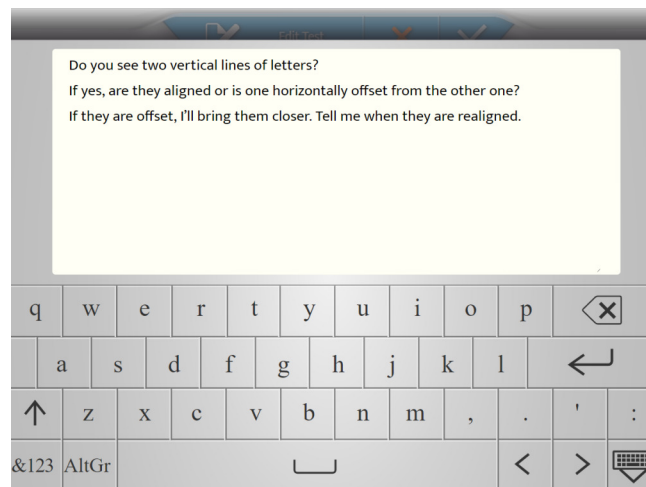 Edit Test
Do you see two vertical lines of letters?
If yes, are they aligned or is one horizontally offset from the other one?
If they are offset, I'll bring them closer. Tell me when they are realigned.
q w e r t y u i o p
a s d f g h j k l
z x c v b n m , . ' :
&123 AltGr < >